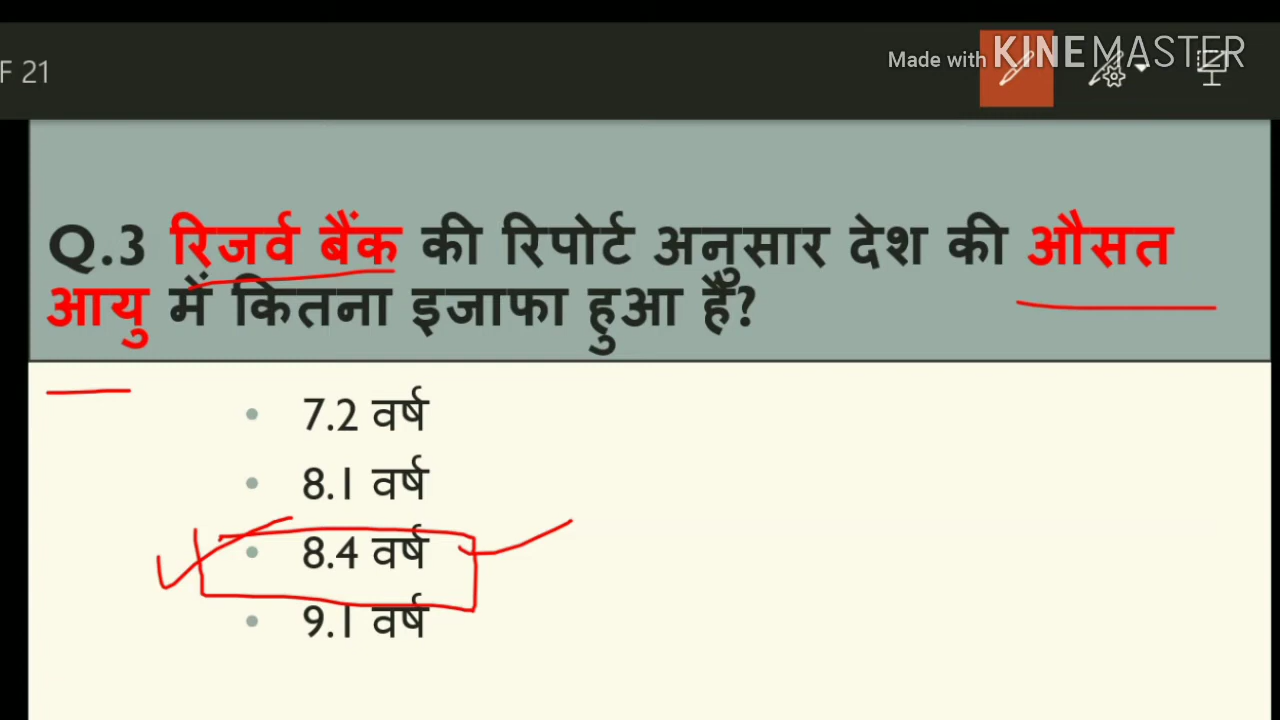 F 21
Made with KINEMASTER
Q.3 रिजर्व बैंक की रिपोर्ट अनुसार देश की औसत
आयु में कितना इजाफा हुआ हैं?
• 7.2 वर्ष
• 8.1 वर्ष
• 8.4 वर्ष
• 9.1 वर्ष